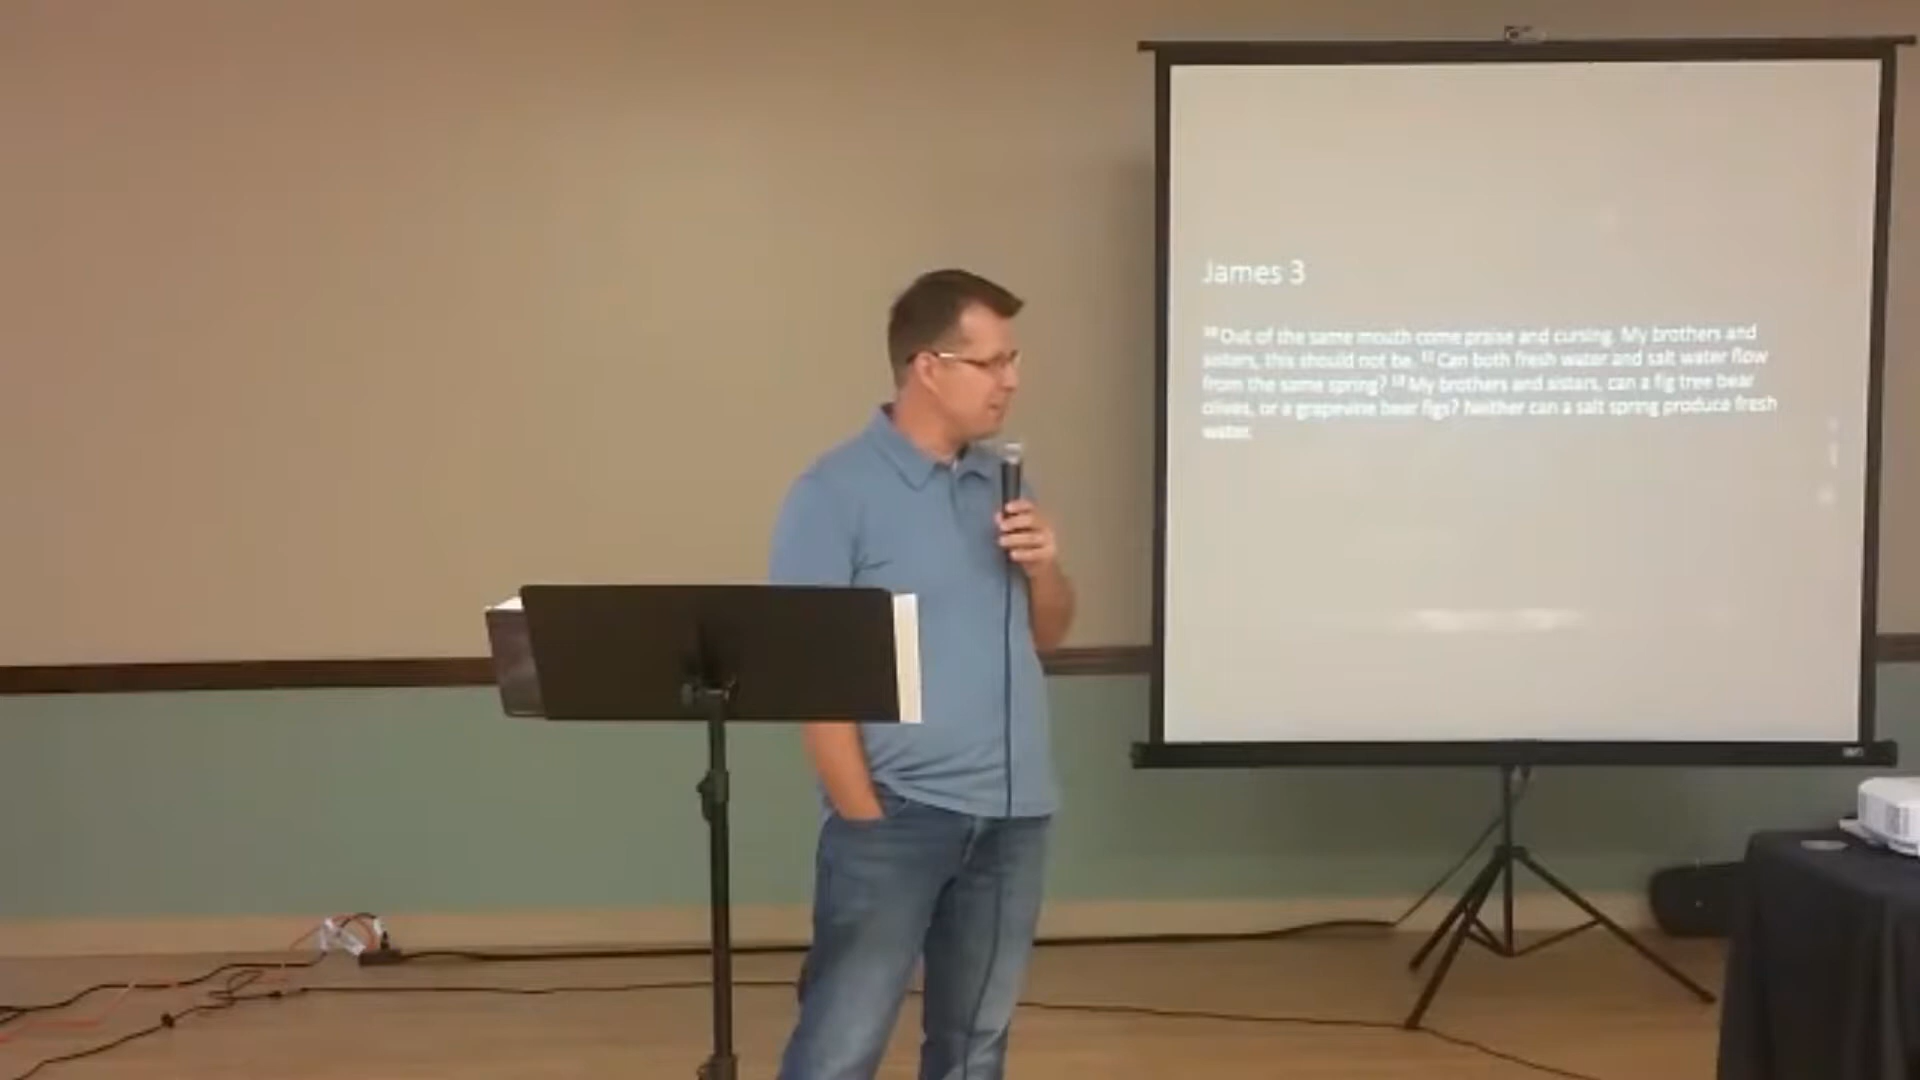 James 3
¹⁰ Out of the same mouth come praise and cursing. My brothers and
sisters, this should not be. ¹¹ Can both fresh water and salt water flow
from the same spring? ¹² My brothers and sisters, can a fig tree bear
olives, or a grapevine bear figs? Neither can a salt spring produce fresh
water.